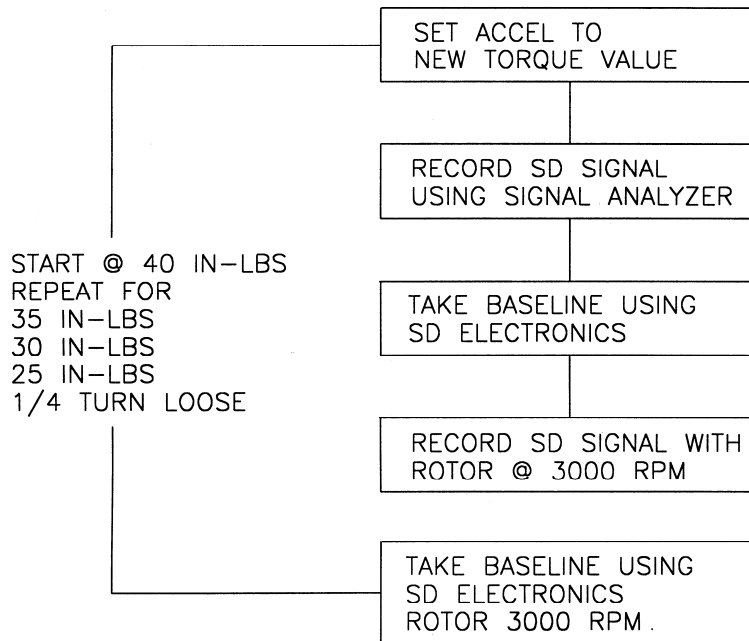 SET ACCEL TO
NEW TORQUE VALUE
RECORD SD SIGNAL
USING SIGNAL ANALYZER
START @ 40 IN-LBS
REPEAT FOR
35 IN-LBS
30 IN-LBS
25 IN-LBS
1/4 TURN LOOSE
TAKE BASELINE USING
SD ELECTRONICS
RECORD SD SIGNAL WITH
ROTOR @ 3000 RPM
TAKE BASELINE USING
SD ELECTRONICS
ROTOR 3000 RPM.